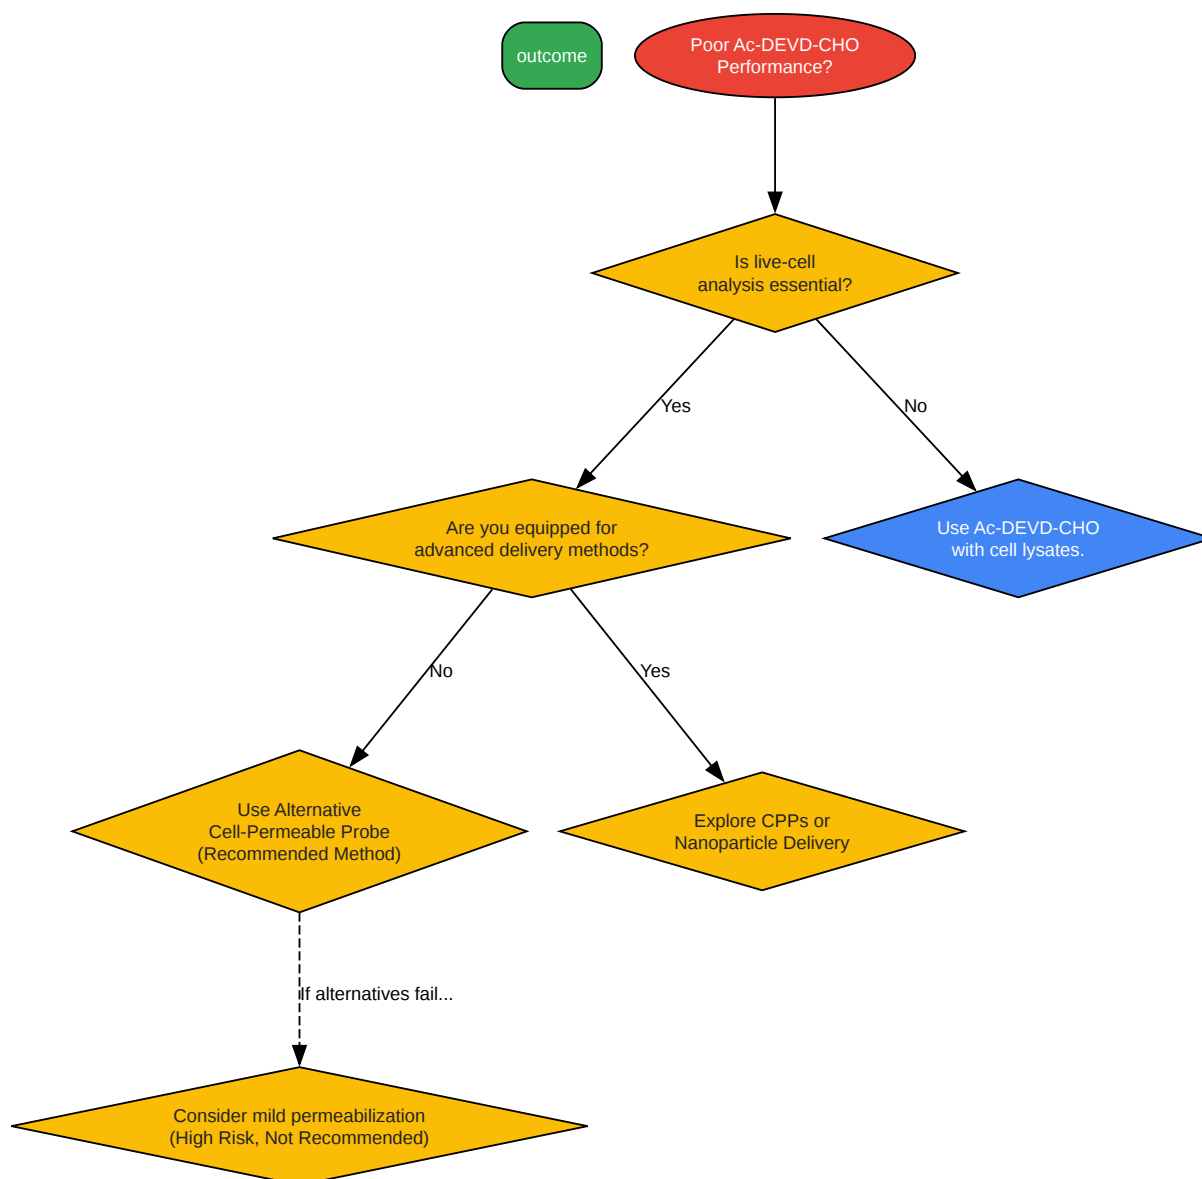 outcome
Poor Ac-DEVD-CHO
Performance?
Is live-cell
analysis essential?
Yes
No
Are you equipped for
advanced delivery methods?
Use Ac-DEVD-CHO
with cell lysates.
No
Yes
Use Alternative
Cell-Permeable Probe
(Recommended Method)
Explore CPPs or
Nanoparticle Delivery
If alternatives fail...
Consider mild permeabilization
(High Risk, Not Recommended)